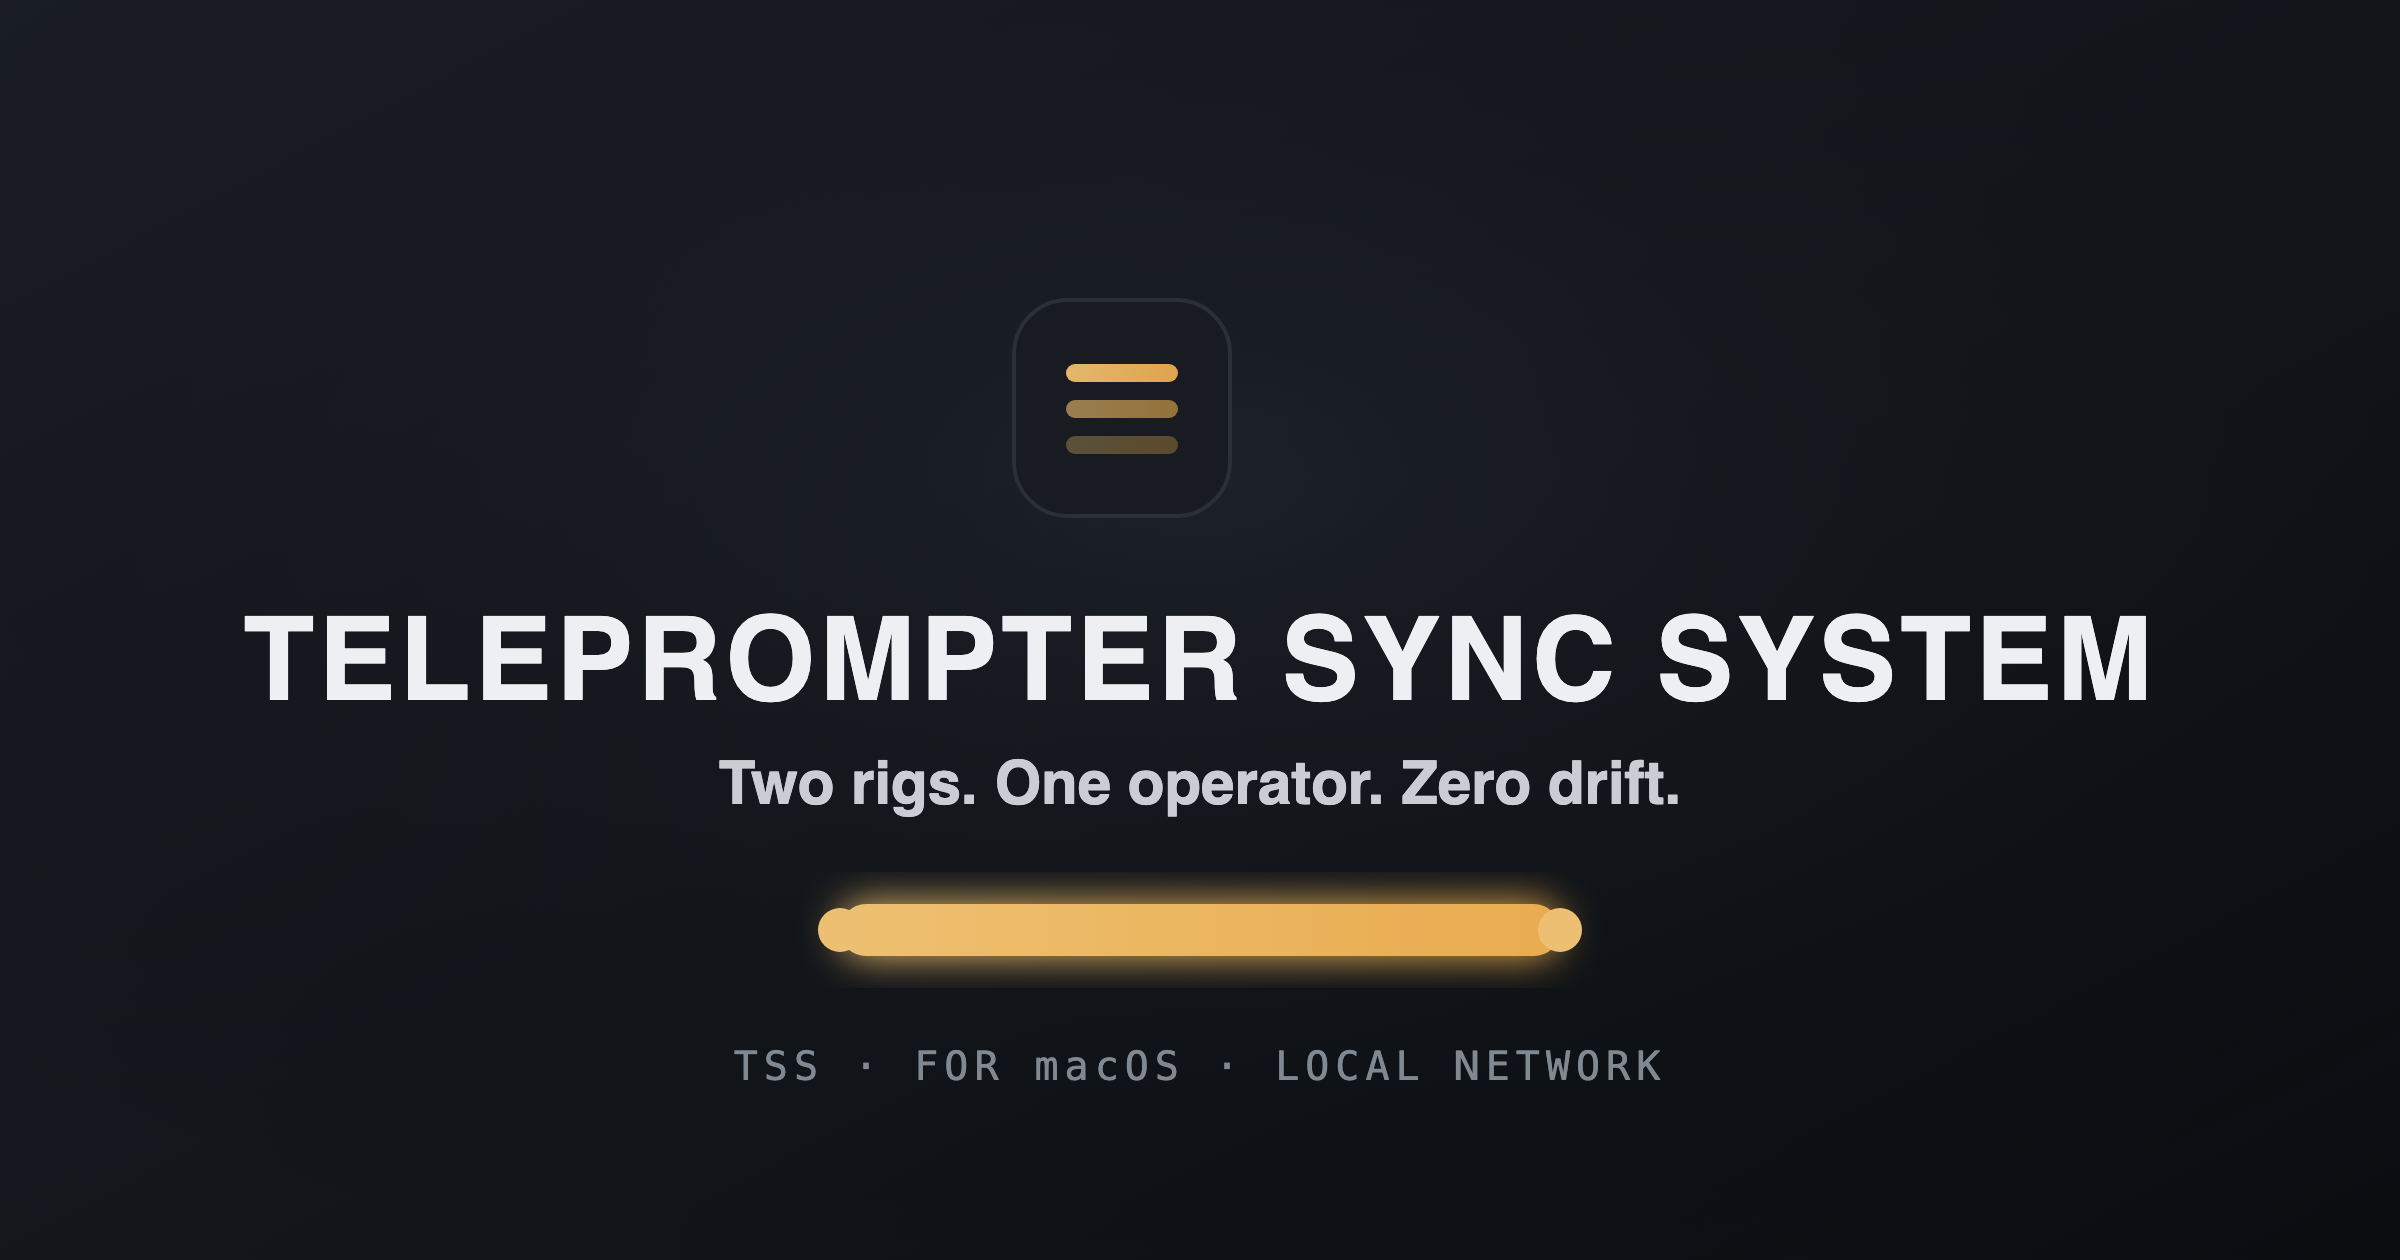 TELEPROMPTER SYNC SYSTEM
Two rigs. One operator. Zero drift.
TSS · FOR macOS · LOCAL NETWORK